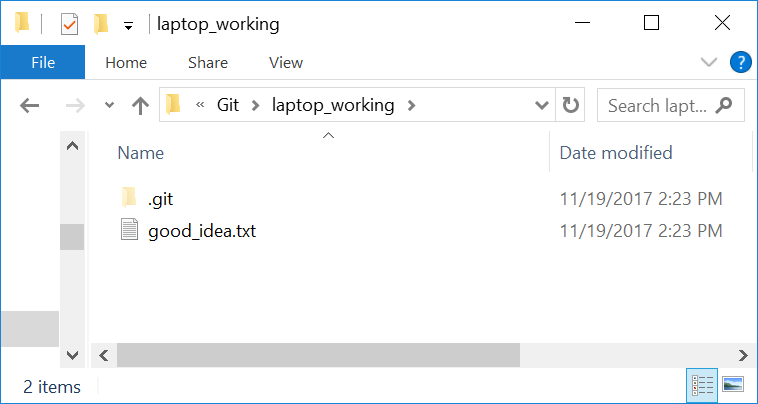 laptop_working
File Home Share View
« Git laptop_working Search lapt...
Name Date modified
.git 11/19/2017 2:23 PM
good_idea.txt 11/19/2017 2:23 PM
2 items